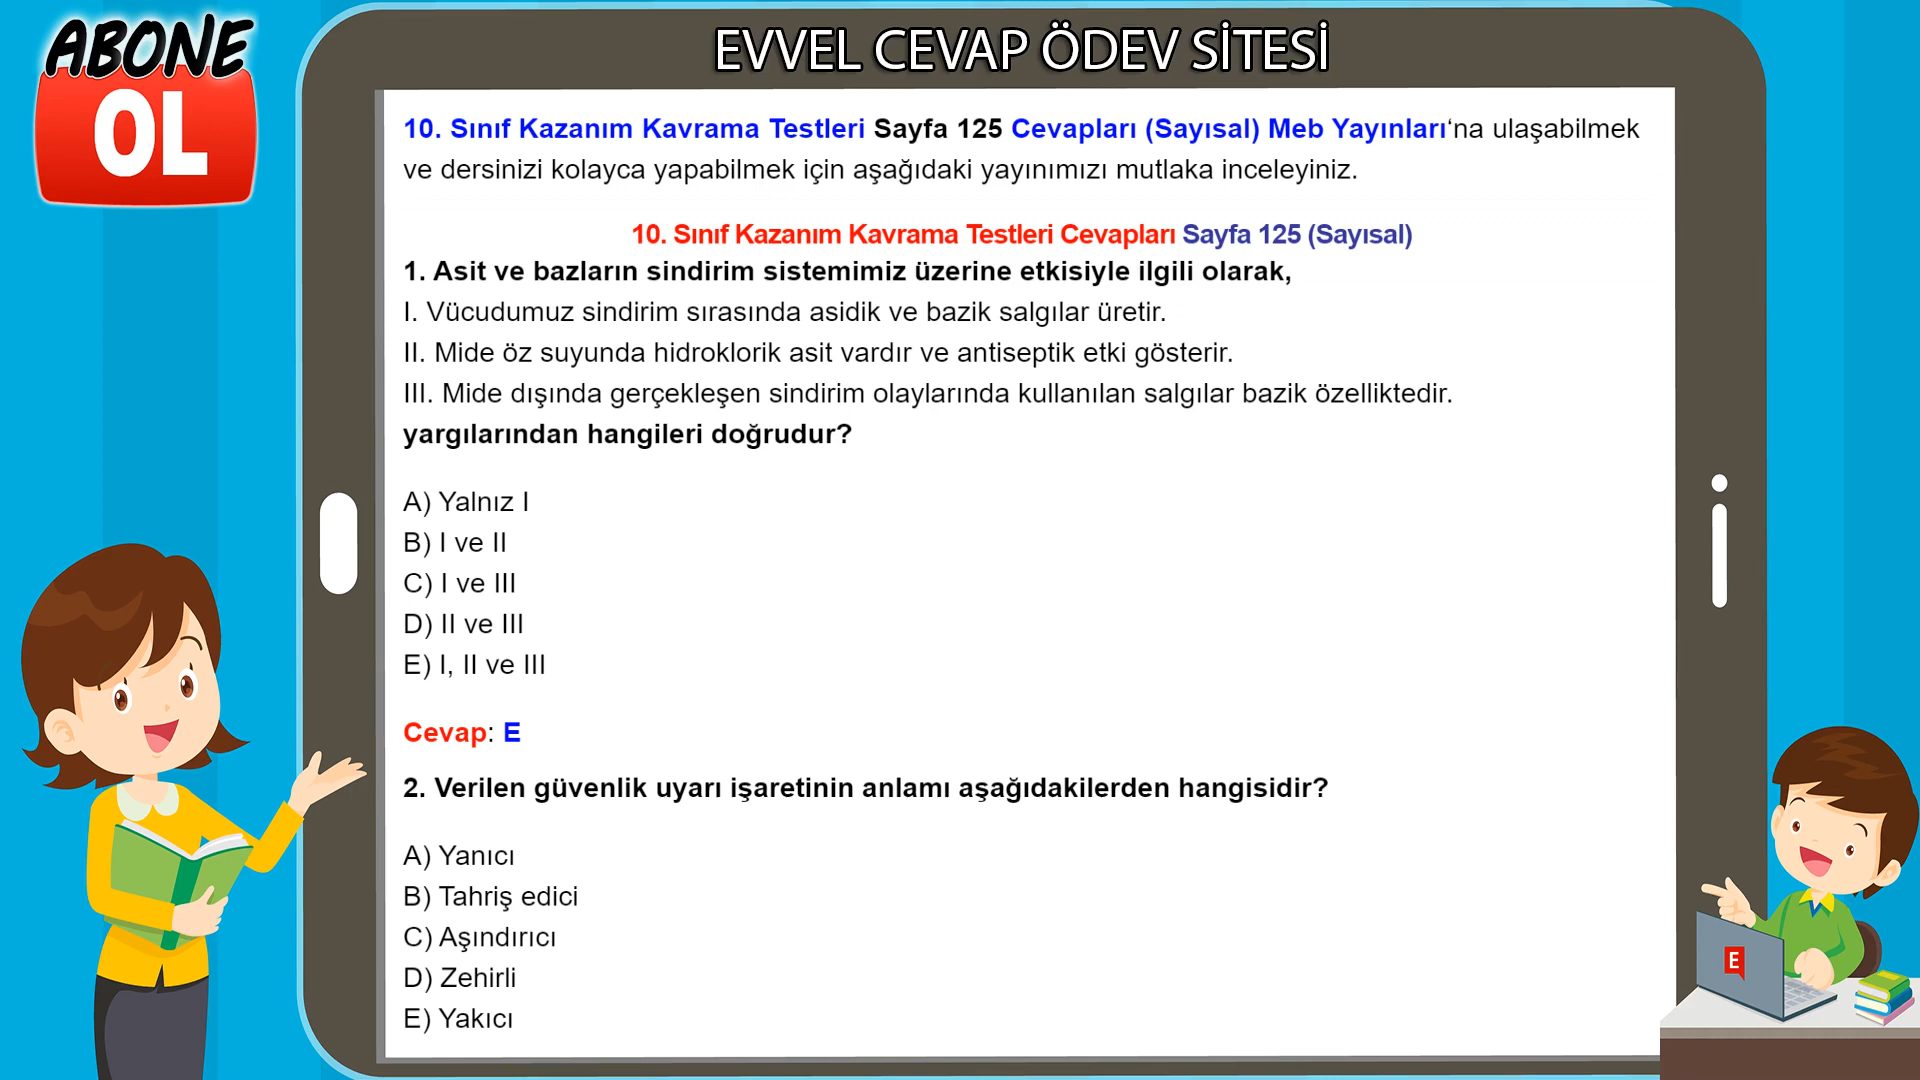 ABONE
OL
EVVEL CEVAP ÖDEV SİTESİ
10. Sınıf Kazanım Kavrama Testleri Sayfa 125 Cevapları (Sayısal) Meb Yayınları‘na ulaşabilmek
ve dersinizi kolayca yapabilmek için aşağıdaki yayınımızı mutlaka inceleyiniz.
10. Sınıf Kazanım Kavrama Testleri Cevapları Sayfa 125 (Sayısal)
1. Asit ve bazların sindirim sistemimiz üzerine etkisiyle ilgili olarak,
I. Vücudumuz sindirim sırasında asidik ve bazik salgılar üretir.
II. Mide öz suyunda hidroklorik asit vardır ve antiseptik etki gösterir.
III. Mide dışında gerçekleşen sindirim olaylarında kullanılan salgılar bazik özelliktedir.
yargılarından hangileri doğrudur?
A) Yalnız I
B) I ve II
C) I ve III
D) II ve III
E) I, II ve III
Cevap: E
2. Verilen güvenlik uyarı işaretinin anlamı aşağıdakilerden hangisidir?
A) Yanıcı
B) Tahriş edici
C) Aşındırıcı
D) Zehirli
E) Yakıcı
E